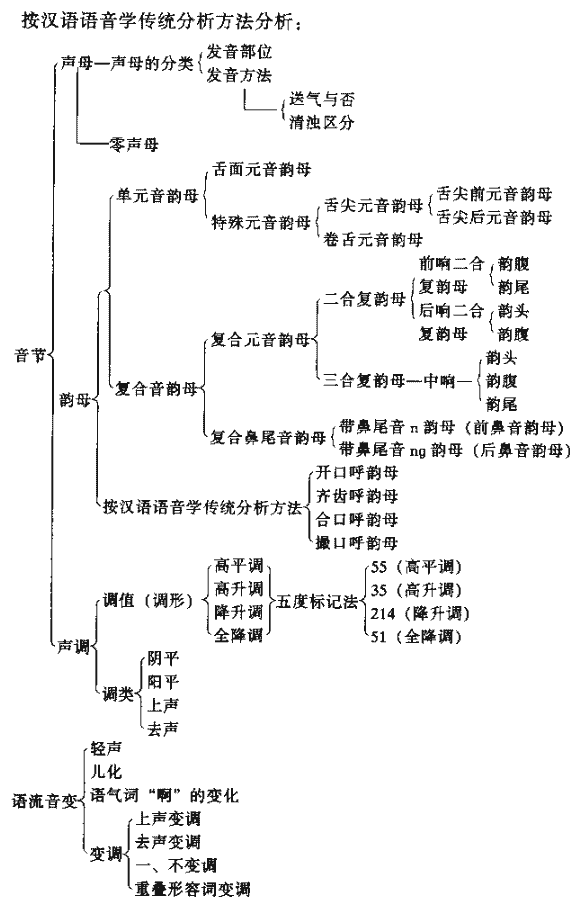 按汉语语音学传统分析方法分析：
声母—声母的分类
发音部位
发音方法
送气与否
清浊区分
零声母
舌面元音韵母
单元音韵母
舌尖前元音韵母
舌尖元音韵母
特殊元音韵母
舌尖后元音韵母
卷舌元音韵母
前响二合
韵腹
复韵母
韵尾
二合复韵母
后响二合
韵头
复韵母
韵腹
复合元音韵母
音节
韵头
三合复韵母—中响—
韵腹
韵母
复合音韵母
韵尾
带鼻尾音 n 韵母（前鼻音韵母）
复合鼻尾音韵母
带鼻尾音 ng 韵母（后鼻音韵母）
开口呼韵母
齐齿呼韵母
按汉语语音学传统分析方法
合口呼韵母
撮口呼韵母
高平调
55（高平调）
高升调
35（高升调）
调值（调形）
五度标记法
降升调
214（降升调）
全降调
51（全降调）
声调
阴平
阳平
调类
上声
去声
轻声
儿化
语流音变
语气词“啊”的变化
上声变调
去声变调
变调
一、不变调
重叠形容词变调